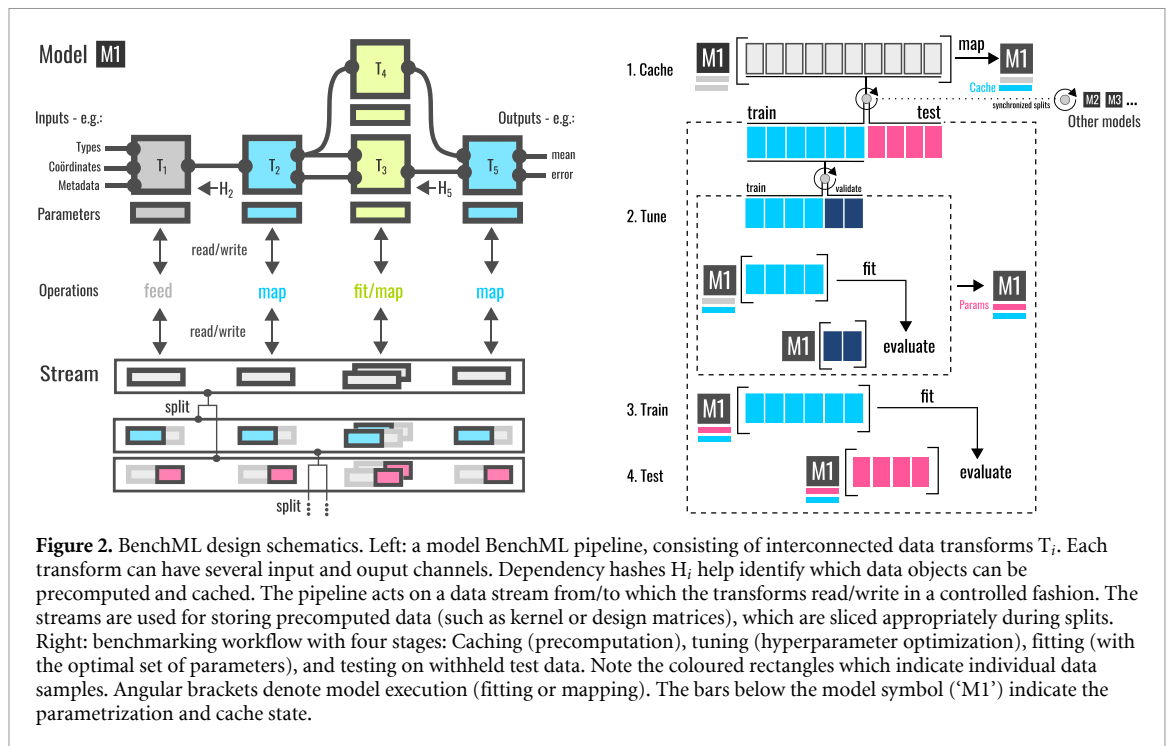 Model M1
Inputs - e.g.:
Types
Coördinates
Metadata
T1
H2
T2
T4
T3
H5
T5
Outputs - e.g.:
mean
error
Parameters
read/write
Operations
feed
map
fit/map
map
read/write
Stream
split
split
1. Cache
M1
map
M1
Cache
synchronized splits
M2 M3 ...
Other models
train
test
train
validate
2. Tune
M1
fit
M1
evaluate
M1
Params
3. Train
M1
fit
4. Test
M1
evaluate
Figure 2. BenchML design schematics. Left: a model BenchML pipeline, consisting of interconnected data transforms Ti. Each
transform can have several input and ouput channels. Dependency hashes Hi help identify which data objects can be
precomputed and cached. The pipeline acts on a data stream from/to which the transforms read/write in a controlled fashion. The
streams are used for storing precomputed data (such as kernel or design matrices), which are sliced appropriately during splits.
Right: benchmarking workflow with four stages: Caching (precomputation), tuning (hyperparameter optimization), fitting (with
the optimal set of parameters), and testing on withheld test data. Note the coloured rectangles which indicate individual data
samples. Angular brackets denote model execution (fitting or mapping). The bars below the model symbol (‘M1’) indicate the
parametrization and cache state.